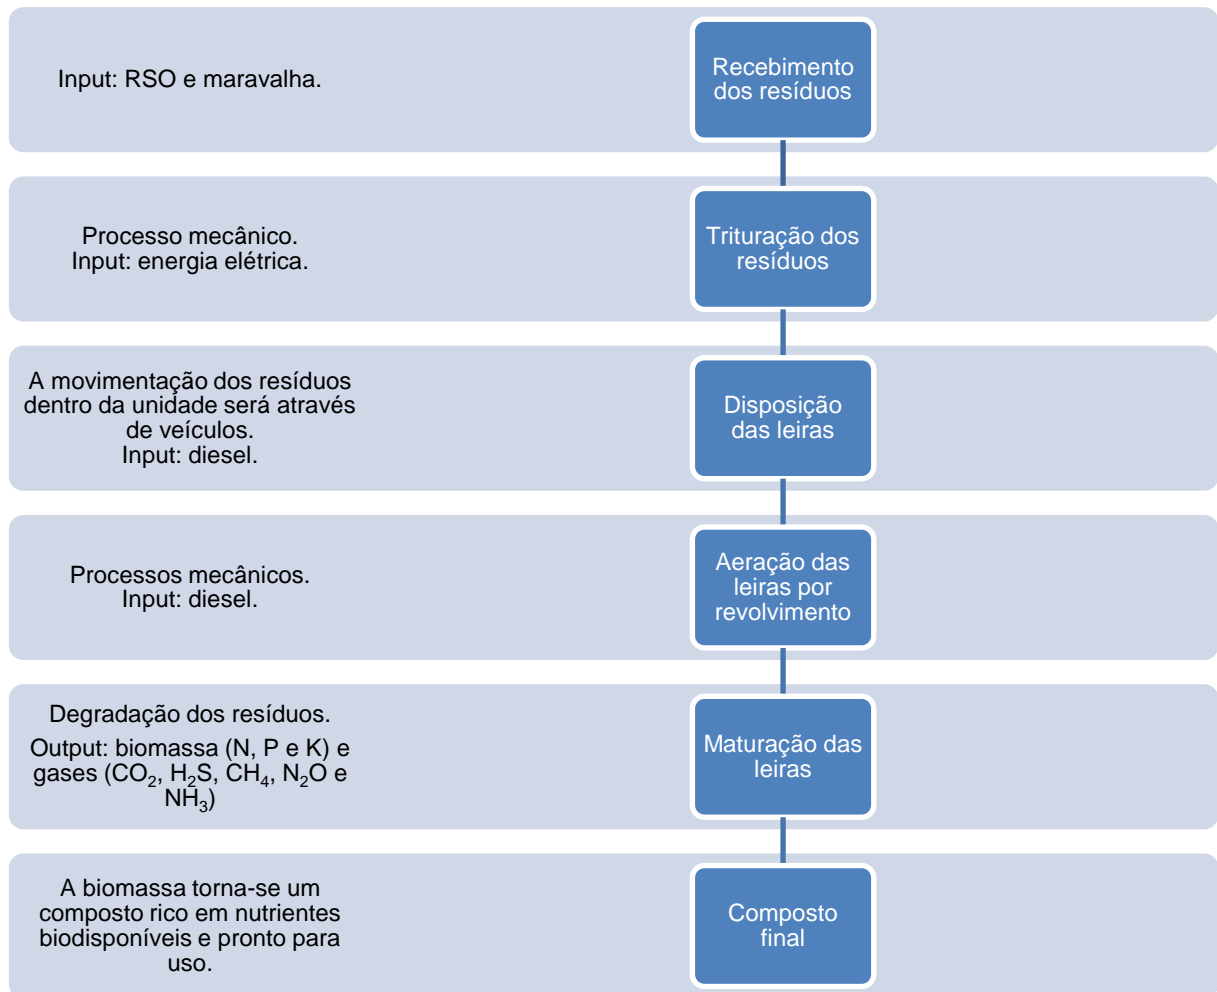 Input: RSO e maravalha.
Recebimento
dos resíduos
Processo mecânico.
Input: energia elétrica.
Trituração dos
resíduos
A movimentação dos resíduos
dentro da unidade será através
de veículos.
Input: diesel.
Disposição
das leiras
Processos mecânicos.
Input: diesel.
Aeração das
leiras por
revolvimento
Degradação dos resíduos.
Output: biomassa (N, P e K) e
gases (CO₂, H₂S, CH₄, N₂O e
NH₃)
Maturação das
leiras
A biomassa torna-se um
composto rico em nutrientes
biodisponíveis e pronto para
uso.
Composto
final